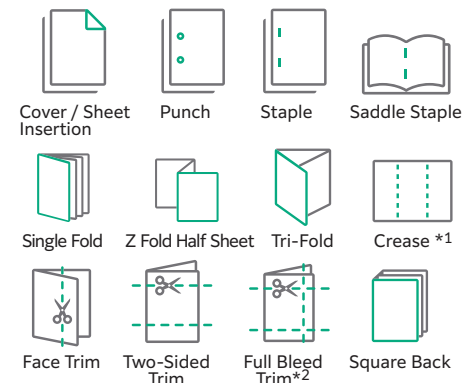 Cover / Sheet
Insertion
Punch
Staple
Saddle Staple
Single Fold
Z Fold Half Sheet
Tri-Fold
Crease *1
Face Trim
Two-Sided
Trim
Full Bleed
Trim*2
Square Back